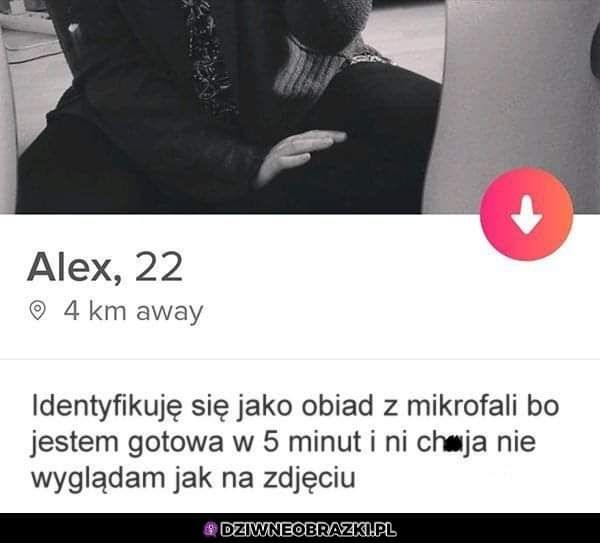 Alex, 22
4 km away
Identyfikuję się jako obiad z mikrofali bo
jestem gotowa w 5 minut i ni chuja nie
wyglądam jak na zdjęciu
DZIWNEOBRAZKI.PL